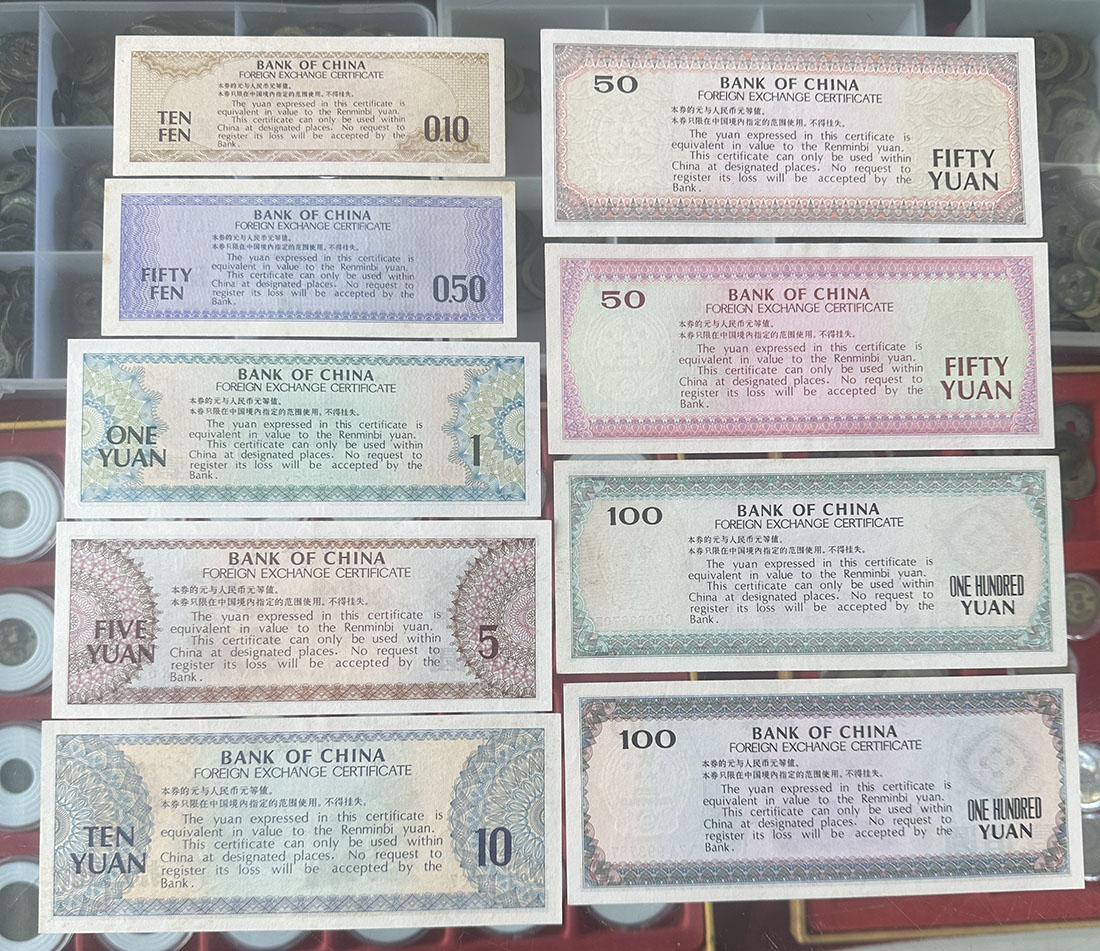 BANK OF CHINA
FOREIGN EXCHANGE CERTIFICATE
本券的元与人民币元等值。
本券只限在中国境内指定的范围使用，不得挂失。
The yuan expressed in this certificate is
equivalent in value to the Renminbi yuan.
This certificate can only be used within
China at designated places. No request to
register its loss will be accepted by the
Bank.
TEN
FEN
0.10
BANK OF CHINA
FOREIGN EXCHANGE CERTIFICATE
本券的元与人民币元等值。
本券只限在中国境内指定的范围使用，不得挂失。
The yuan expressed in this certificate is
equivalent in value to the Renminbi yuan.
This certificate can only be used within
China at designated places. No request to
register its loss will be accepted by the
Bank.
FIFTY
FEN
0.50
BANK OF CHINA
FOREIGN EXCHANGE CERTIFICATE
本券的元与人民币元等值。
本券只限在中国境内指定的范围使用，不得挂失。
The yuan expressed in this certificate is
equivalent in value to the Renminbi yuan.
This certificate can only be used within
China at designated places. No request to
register its loss will be accepted by the
Bank.
ONE
YUAN
1
BANK OF CHINA
FOREIGN EXCHANGE CERTIFICATE
本券的元与人民币元等值。
本券只限在中国境内指定的范围使用，不得挂失。
The yuan expressed in this certificate is
equivalent in value to the Renminbi yuan.
This certificate can only be used within
China at designated places. No request to
register its loss will be accepted by the
Bank.
FIVE
YUAN
5
BANK OF CHINA
FOREIGN EXCHANGE CERTIFICATE
本券的元与人民币元等值。
本券只限在中国境内指定的范围使用，不得挂失。
The yuan expressed in this certificate is
equivalent in value to the Renminbi yuan.
This certificate can only be used within
China at designated places. No request to
register its loss will be accepted by the
Bank.
TEN
YUAN
10
50
BANK OF CHINA
FOREIGN EXCHANGE CERTIFICATE
本券的元与人民币元等值。
本券只限在中国境内指定的范围使用，不得挂失。
The yuan expressed in this certificate is
equivalent in value to the Renminbi yuan.
This certificate can only be used within
China at designated places. No request to
register its loss will be accepted by the
Bank.
FIFTY
YUAN
50
BANK OF CHINA
FOREIGN EXCHANGE CERTIFICATE
本券的元与人民币元等值。
本券只限在中国境内指定的范围使用，不得挂失。
The yuan expressed in this certificate is
equivalent in value to the Renminbi yuan.
This certificate can only be used within
China at designated places. No request to
register its loss will be accepted by the
Bank.
FIFTY
YUAN
100
BANK OF CHINA
FOREIGN EXCHANGE CERTIFICATE
本券的元与人民币元等值。
本券只限在中国境内指定的范围使用，不得挂失。
The yuan expressed in this certificate is
equivalent in value to the Renminbi yuan.
This certificate can only be used within
China at designated places. No request to
register its loss will be accepted by the
Bank.
ONE HUNDRED
YUAN
100
BANK OF CHINA
FOREIGN EXCHANGE CERTIFICATE
本券的元与人民币元等值。
本券只限在中国境内指定的范围使用，不得挂失。
The yuan expressed in this certificate is
equivalent in value to the Renminbi yuan.
This certificate can only be used within
China at designated places. No request to
register its loss will be accepted by the
Bank.
ONE HUNDRED
YUAN